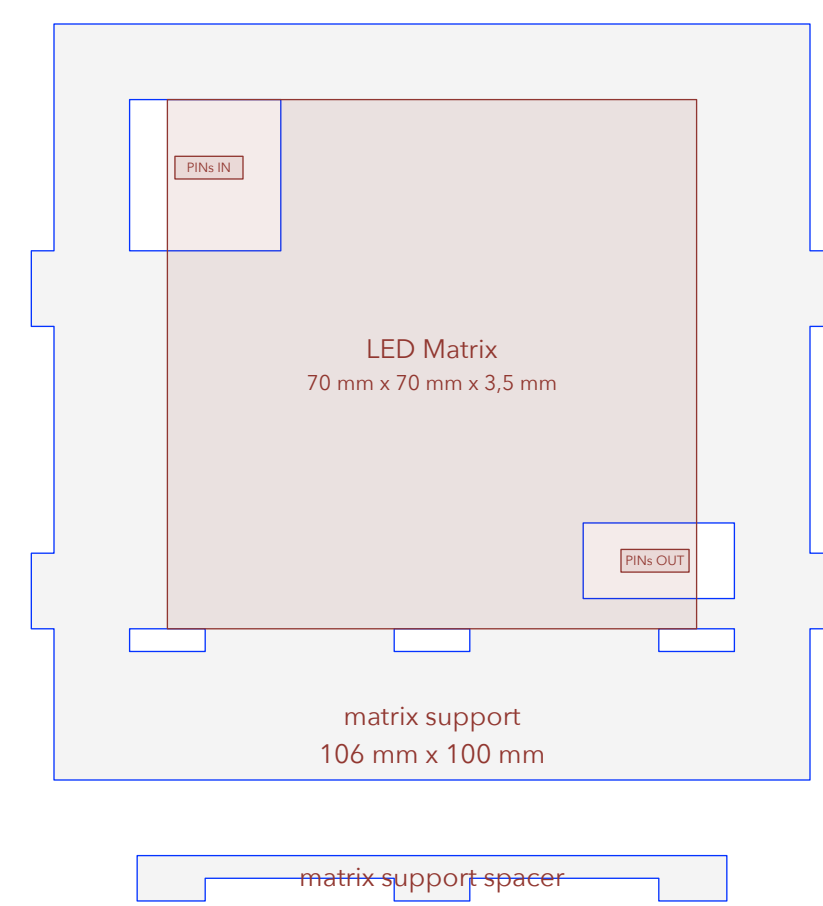 PINs IN
LED Matrix
70 mm x 70 mm x 3,5 mm
PINs OUT
matrix support
106 mm x 100 mm
matrix support spacer